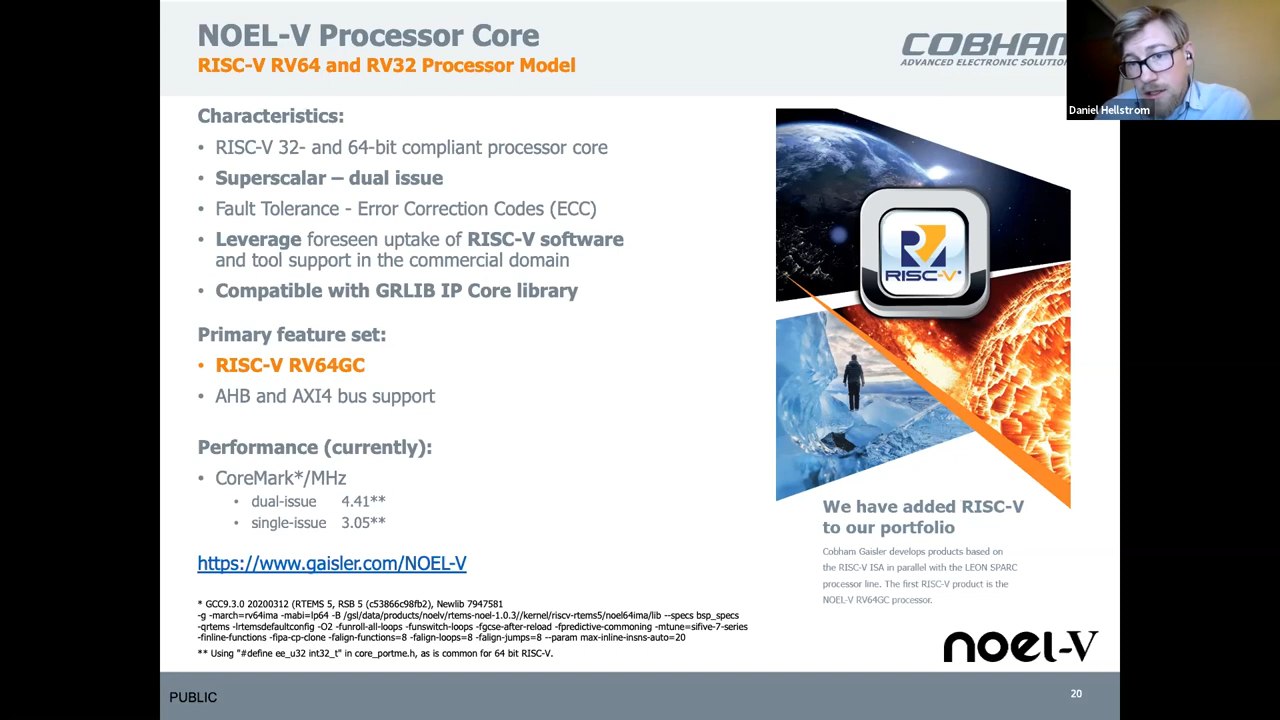 NOEL-V Processor Core
RISC-V RV64 and RV32 Processor Model
COBHAM
ADVANCED ELECTRONIC SOLUTION
Daniel Hellstrom
Characteristics:
• RISC-V 32- and 64-bit compliant processor core
• Superscalar – dual issue
• Fault Tolerance - Error Correction Codes (ECC)
• Leverage foreseen uptake of RISC-V software
and tool support in the commercial domain
• Compatible with GRLIB IP Core library
Primary feature set:
• RISC-V RV64GC
• AHB and AXI4 bus support
Performance (currently):
• CoreMark*/MHz
• dual-issue 4.41**
• single-issue 3.05**
https://www.gaisler.com/NOEL-V
* GCC9.3.0 20200312 (RTEMS 5, RSB 5 (c53866c98fb2), Newlib 7947581
-g -march=rv64ima -mabi=lp64 -B /gsl/data/products/noelv/rtems-noel-1.0.3//kernel/riscv-rtems5/noel64ima/lib --specs bsp_specs
-qrtems -lrtemsdefaultconfig -O2 -funroll-all-loops -funswitch-loops -fgcse-after-reload -fpredictive-commoning -mtune=sifive-7-series
-finline-functions -fipa-cp-clone -falign-functions=8 -falign-loops=8 -falign-jumps=8 --param max-inline-insns-auto=20
** Using "#define ee_u32 int32_t" in core_portme.h, as is common for 64 bit RISC-V.
RISC-V
We have added RISC-V
to our portfolio
Cobham Gaisler develops products based on
the RISC-V ISA in parallel with the LEON SPARC
processor line. The first RISC-V product is the
NOEL-V RV64GC processor.
noel-V
PUBLIC
20